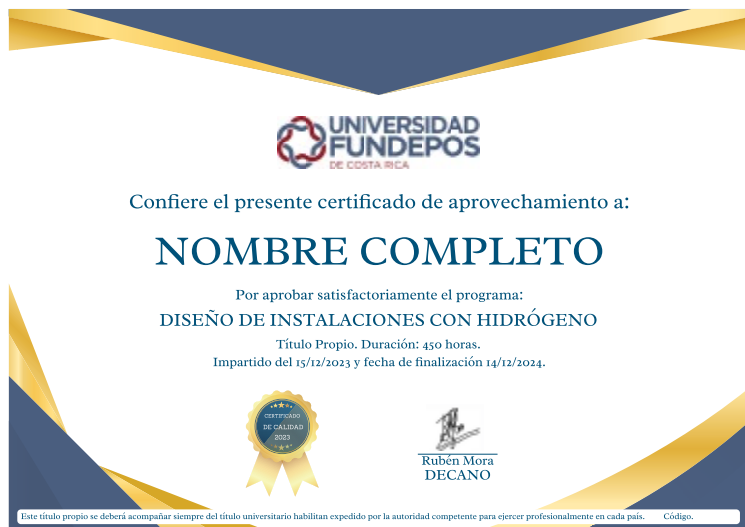 UNIVERSIDAD
FUNDEPOS
DE COSTA RICA
Confiere el presente certificado de aprovechamiento a:
NOMBRE COMPLETO
Por aprobar satisfactoriamente el programa:
DISEÑO DE INSTALACIONES CON HIDRÓGENO
Título Propio. Duración: 450 horas.
Impartido del 15/12/2023 y fecha de finalización 14/12/2024.
CERTIFICADO
DE CALIDAD
2023
Rubén Mora
DECANO
Este título propio se deberá acompañar siempre del título universitario habilitan expedido por la autoridad competente para ejercer profesionalmente en cada país. Código.